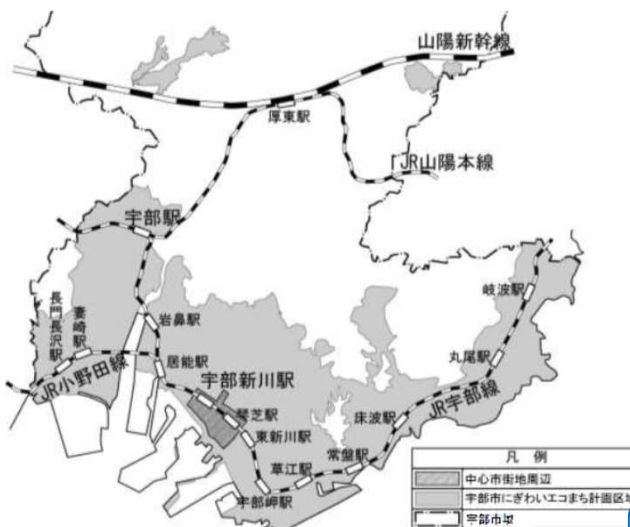 山陽新幹線
厚東駅
JR山陽本線
宇部駅
岐波駅
長門長沢駅
妻崎駅
岩鼻駅
JR小野田線
居能駅
丸尾駅
宇部新川駅
琴芝駅
床波駅
JR宇部線
東新川駅
常盤駅
草江駅
宇部岬駅
凡例
中心市街地周辺
宇部市にぎわいエコまち計画区域
宇部市界